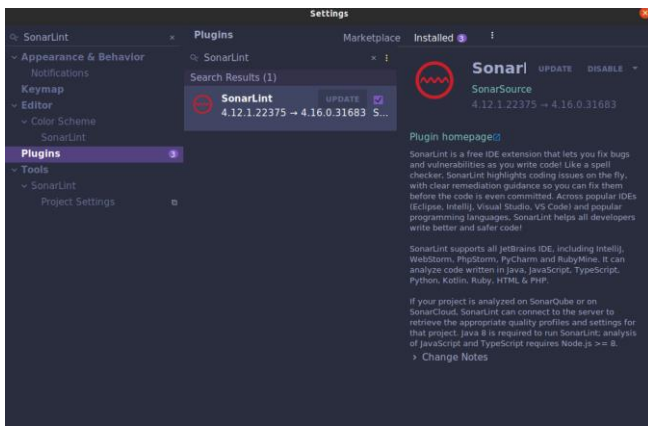 Settings
SonarLint
Appearance & Behavior
Notifications
Keymap
Editor
Color Scheme
SonarLint
Plugins 3
Tools
SonarLint
Project Settings
Plugins
Marketplace
Installed 3
SonarLint
Search Results (1)
SonarLint UPDATE
4.12.1.22375 → 4.16.0.31683 S...
Sonarl UPDATE DISABLE
SonarSource
4.12.1.22375 → 4.16.0.31683
Plugin homepage
SonarLint is a free IDE extension that lets you fix bugs
and vulnerabilities as you write code! Like a spell
checker, SonarLint highlights coding issues on the fly,
with clear remediation guidance so you can fix them
before the code is even committed. Across popular IDEs
(Eclipse, IntelliJ, Visual Studio, VS Code) and popular
programming languages, SonarLint helps all developers
write better and safer code!
SonarLint supports all JetBrains IDE, including IntelliJ,
WebStorm, PhpStorm, PyCharm and RubyMine. It can
analyze code written in Java, JavaScript, TypeScript,
Python, Kotlin, Ruby, HTML & PHP.
If your project is analyzed on SonarQube or on
SonarCloud, SonarLint can connect to the server to
retrieve the appropriate quality profiles and settings for
that project. Java 8 is required to run SonarLint; analysis
of JavaScript and TypeScript requires Node.js >= 8.
Change Notes